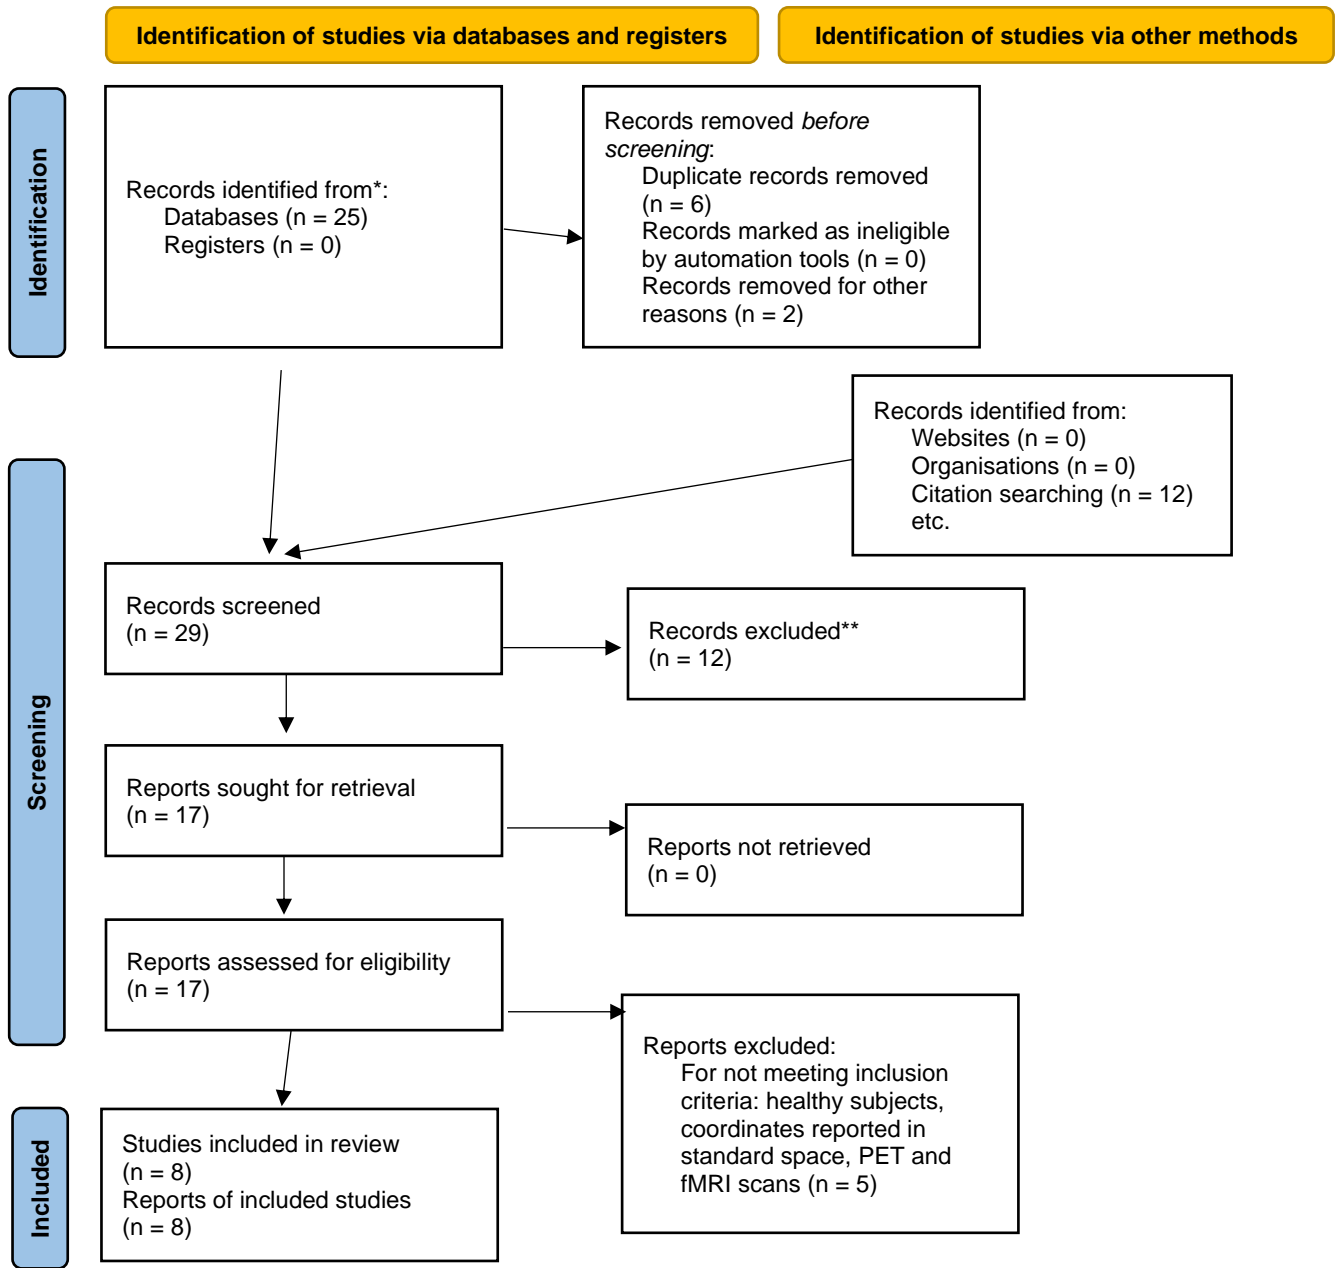 Identification of studies via databases and registers
Identification of studies via other methods
Identification
Records identified from*:
Databases (n = 25)
Registers (n = 0)
Records removed before
screening:
Duplicate records removed
(n = 6)
Records marked as ineligible
by automation tools (n = 0)
Records removed for other
reasons (n = 2)
Records identified from:
Websites (n = 0)
Organisations (n = 0)
Citation searching (n = 12)
etc.
Screening
Records screened
(n = 29)
Records excluded**
(n = 12)
Reports sought for retrieval
(n = 17)
Reports not retrieved
(n = 0)
Reports assessed for eligibility
(n = 17)
Reports excluded:
For not meeting inclusion
criteria: healthy subjects,
coordinates reported in
standard space, PET and
fMRI scans (n = 5)
Included
Studies included in review
(n = 8)
Reports of included studies
(n = 8)